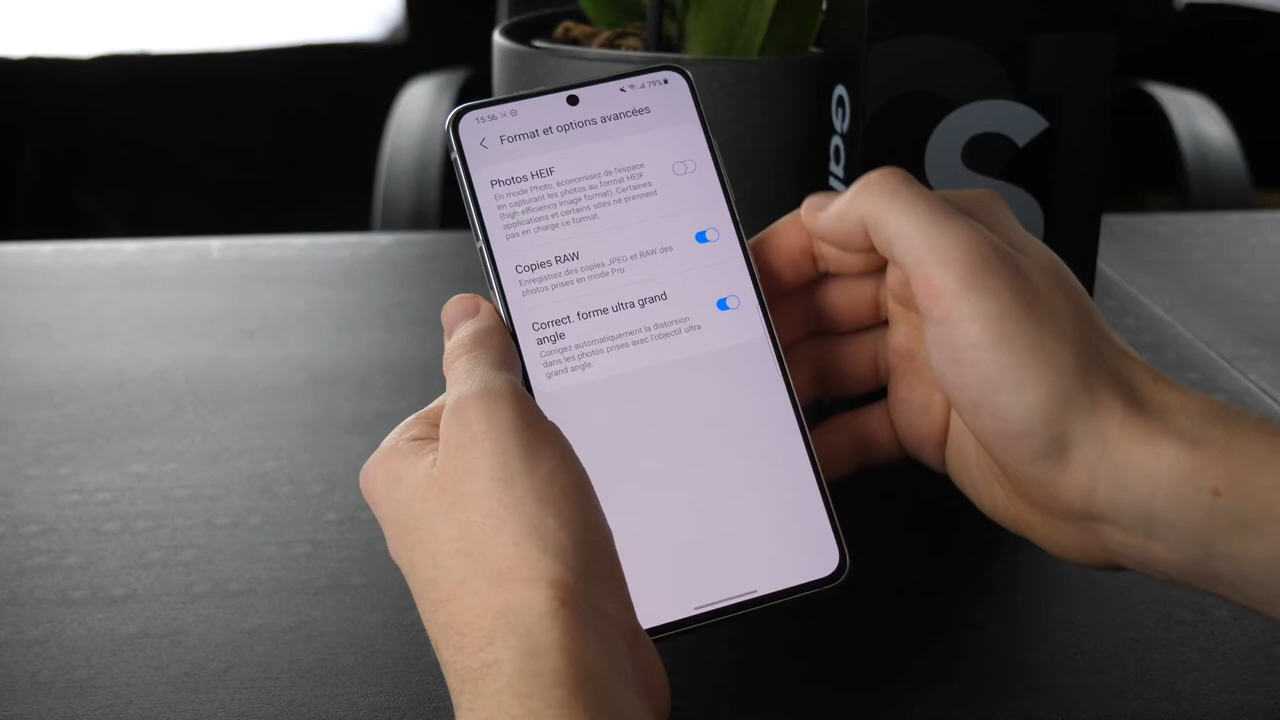 15:56
79%
Format et options avancées
Photos HEIF
En mode Photo, économisez de l'espace
en capturant les photos au format HEIF
(high efficiency image format). Certaines
applications et certains sites ne prennent
pas en charge ce format.
Copies RAW
Enregistrez des copies JPEG et RAW des
photos prises en mode Pro.
Correct. forme ultra grand
angle
Corrigez automatiquement la distorsion
dans les photos prises avec l'objectif ultra
grand angle.
Gal
S